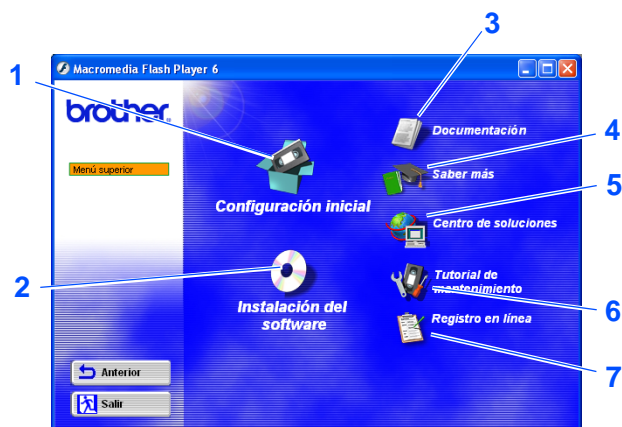 3
1
Macromedia Flash Player 6
brother.
Documentación
4
Menú superior
Saber más
5
Configuración inicial
Centro de soluciones
2
Tutorial de
mantenimiento
Instalación del
software
6
Registro en línea
7
Anterior
Salir